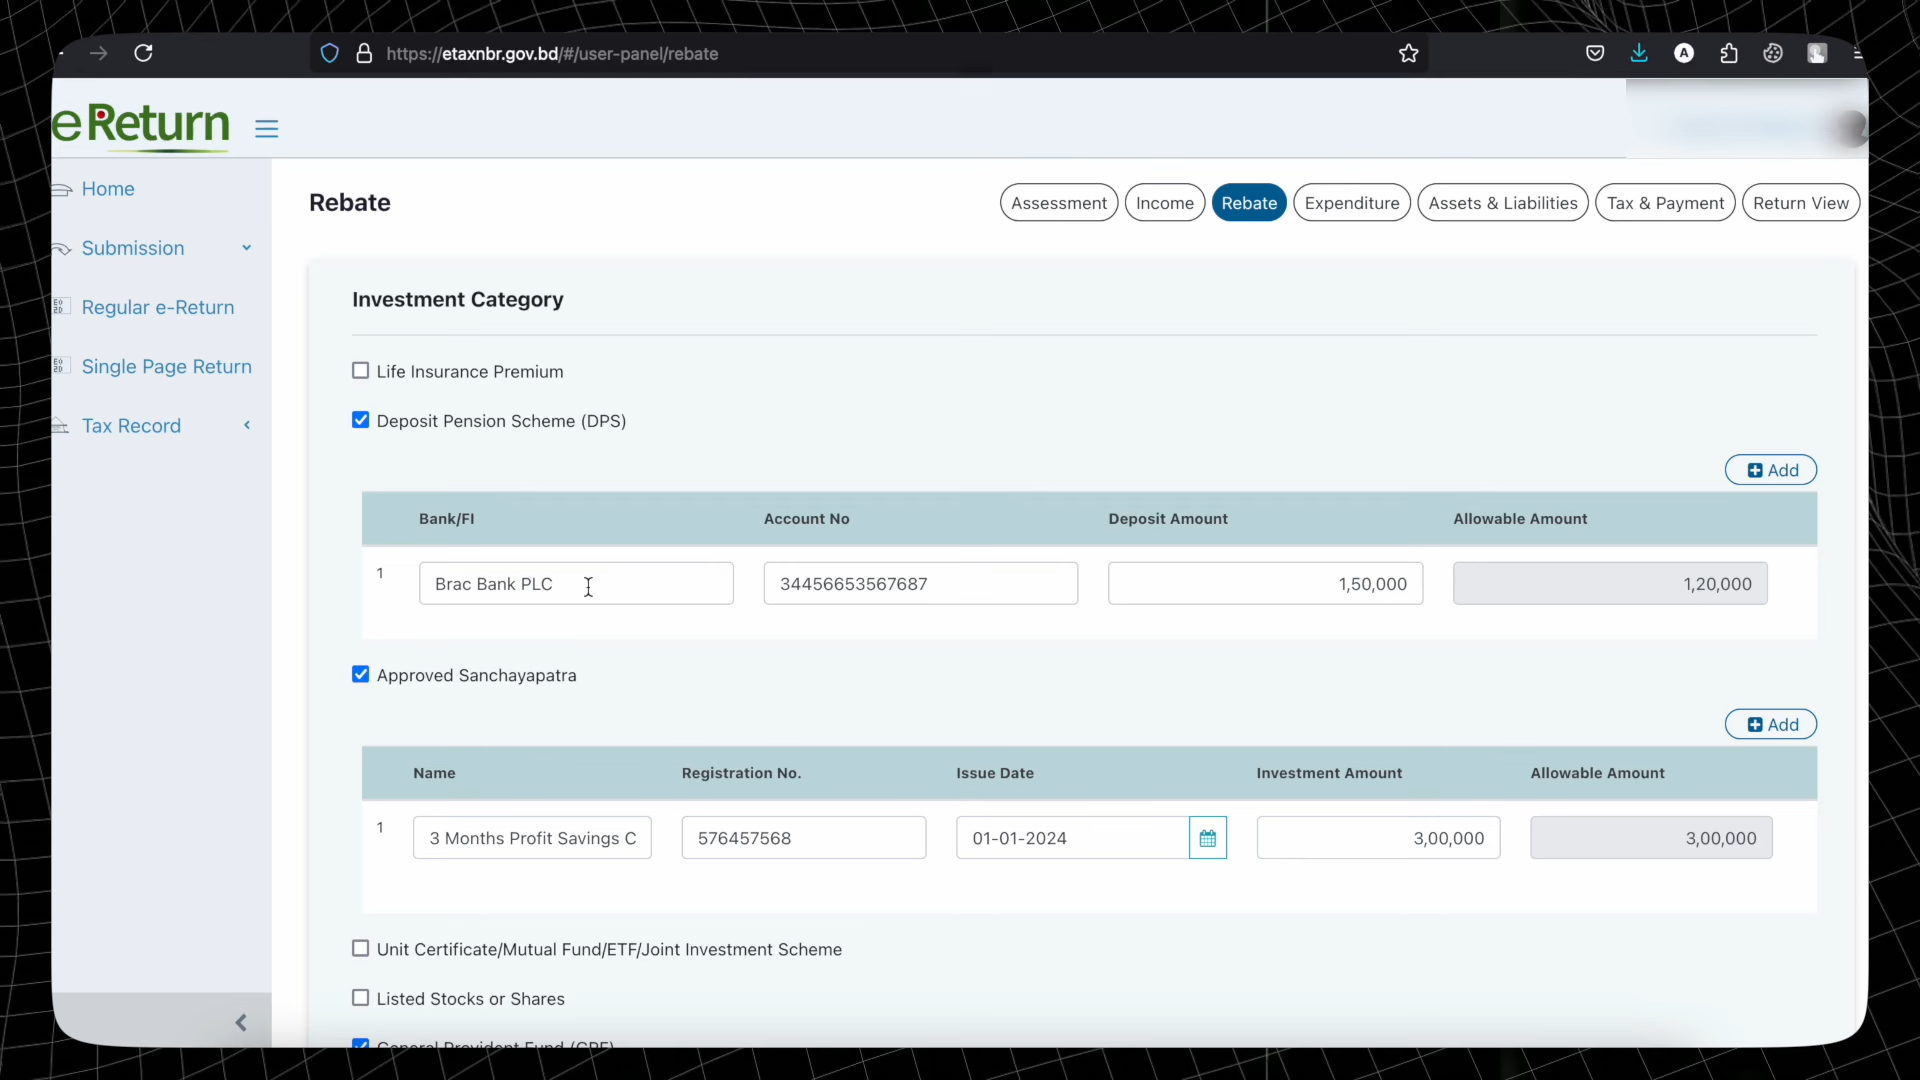 https://etaxnbr.gov.bd/#/user-panel/rebate
A
eReturn
Home
Submission
Regular e-Return
Single Page Return
Tax Record
Rebate
Assessment
Income
Rebate
Expenditure
Assets & Liabilities
Tax & Payment
Return View
Investment Category
Life Insurance Premium
Deposit Pension Scheme (DPS)
Add
Bank/FI Account No Deposit Amount Allowable Amount
1 Brac Bank PLC 34456653567687 1,50,000 1,20,000
Approved Sanchayapatra
Add
Name Registration No. Issue Date Investment Amount Allowable Amount
1 3 Months Profit Savings C 576457568 01-01-2024 3,00,000 3,00,000
Unit Certificate/Mutual Fund/ETF/Joint Investment Scheme
Listed Stocks or Shares
General Provident Fund (GPF)